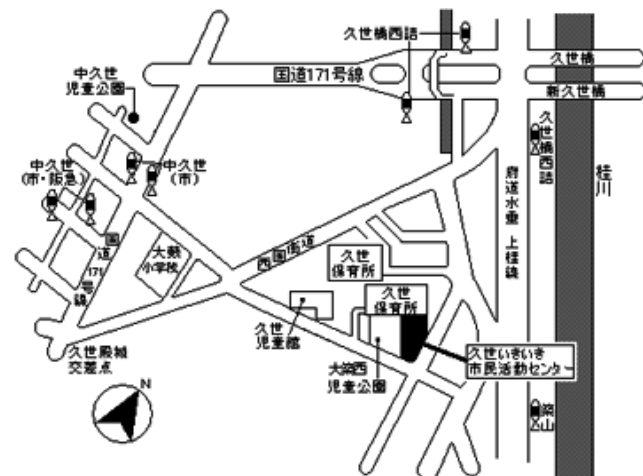 久世橋西詰
久世橋
国道171号線
新久世橋
中久世
児童公園
中久世
(市・阪急)
中久世
(市)
久世橋西詰
桂川
府道水垂 上桂線
西国街道
大藪
小学校
国道171号線
久世
保育所
久世
保育所
久世
児童館
久世殿城
交差点
大築西
児童公園
久世いきいき
市民活動センター
築山
N